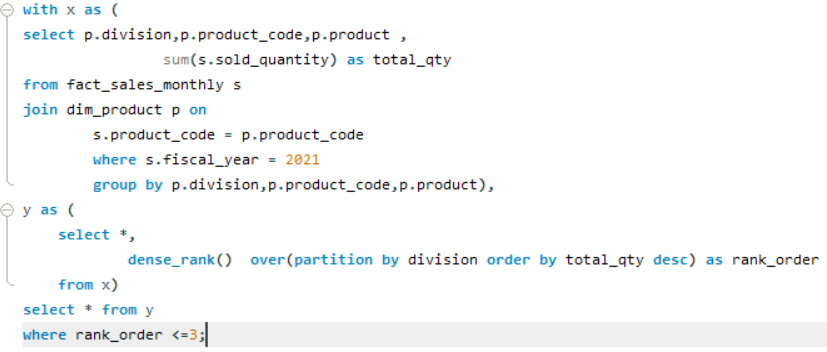 with x as (
select p.division,p.product_code,p.product ,
sum(s.sold_quantity) as total_qty
from fact_sales_monthly s
join dim_product p on
s.product_code = p.product_code
where s.fiscal_year = 2021
group by p.division,p.product_code,p.product),
y as (
select *,
dense_rank()  over(partition by division order by total_qty desc) as rank_order
from x)
select * from y
where rank_order <=3;